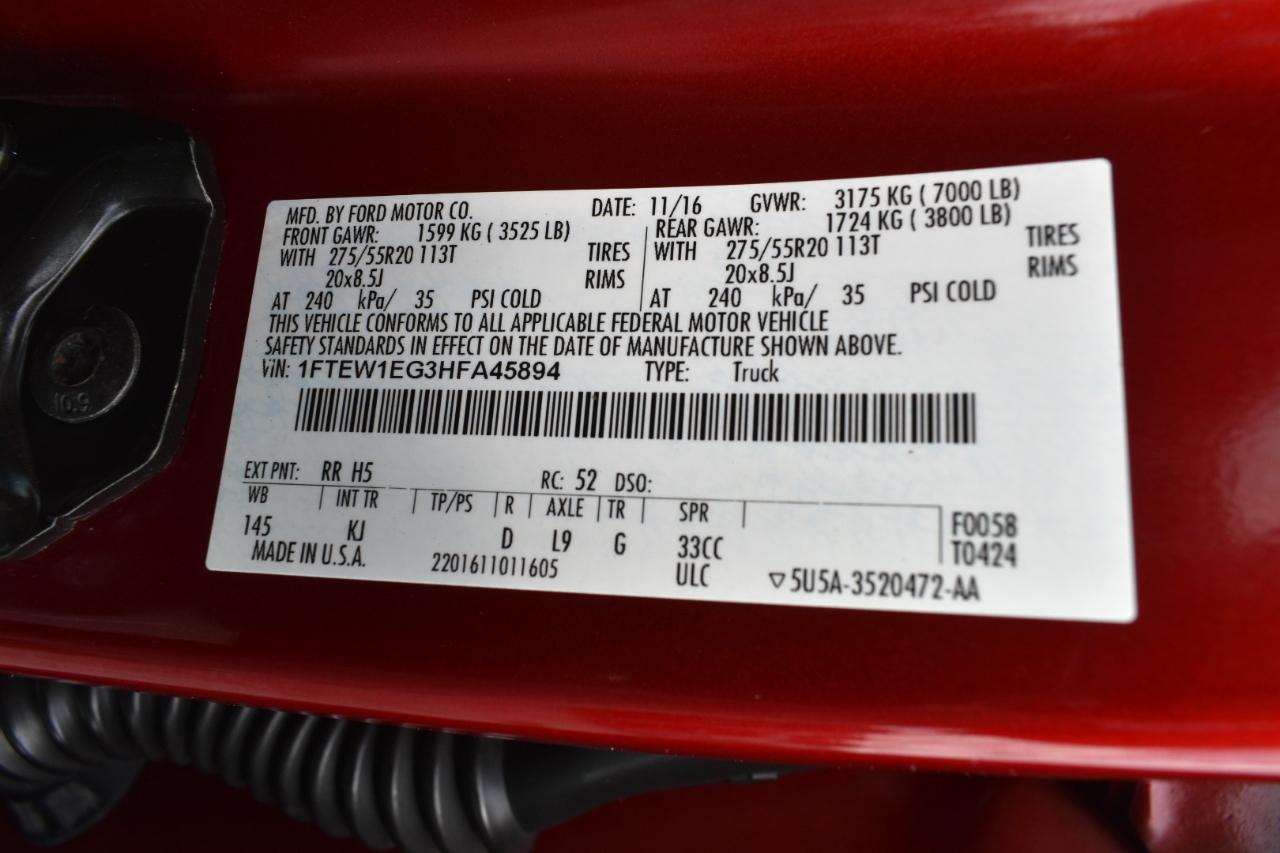 MFD. BY FORD MOTOR CO. DATE: 11/16 GVWR: 3175 KG ( 7000 LB)
FRONT GAWR: 1599 KG ( 3525 LB) REAR GAWR: 1724 KG ( 3800 LB)
WITH 275/55R20 113T TIRES WITH 275/55R20 113T TIRES
20x8.5J RIMS 20x8.5J RIMS
AT 240 kPa/ 35 PSI COLD AT 240 kPa/ 35 PSI COLD
THIS VEHICLE CONFORMS TO ALL APPLICABLE FEDERAL MOTOR VEHICLE
SAFETY STANDARDS IN EFFECT ON THE DATE OF MANUFACTURE SHOWN ABOVE.
VIN: 1FTEW1EG3HFA45894 TYPE: Truck
EXT PNT: RR H5 RC: 52 DSO:
WB INT TR TP/PS R AXLE TR SPR
145 KJ D L9 G 33CC F0058
MADE IN U.S.A. 2201611011605 ULC T0424
▽5U5A-3520472-AA
10.9